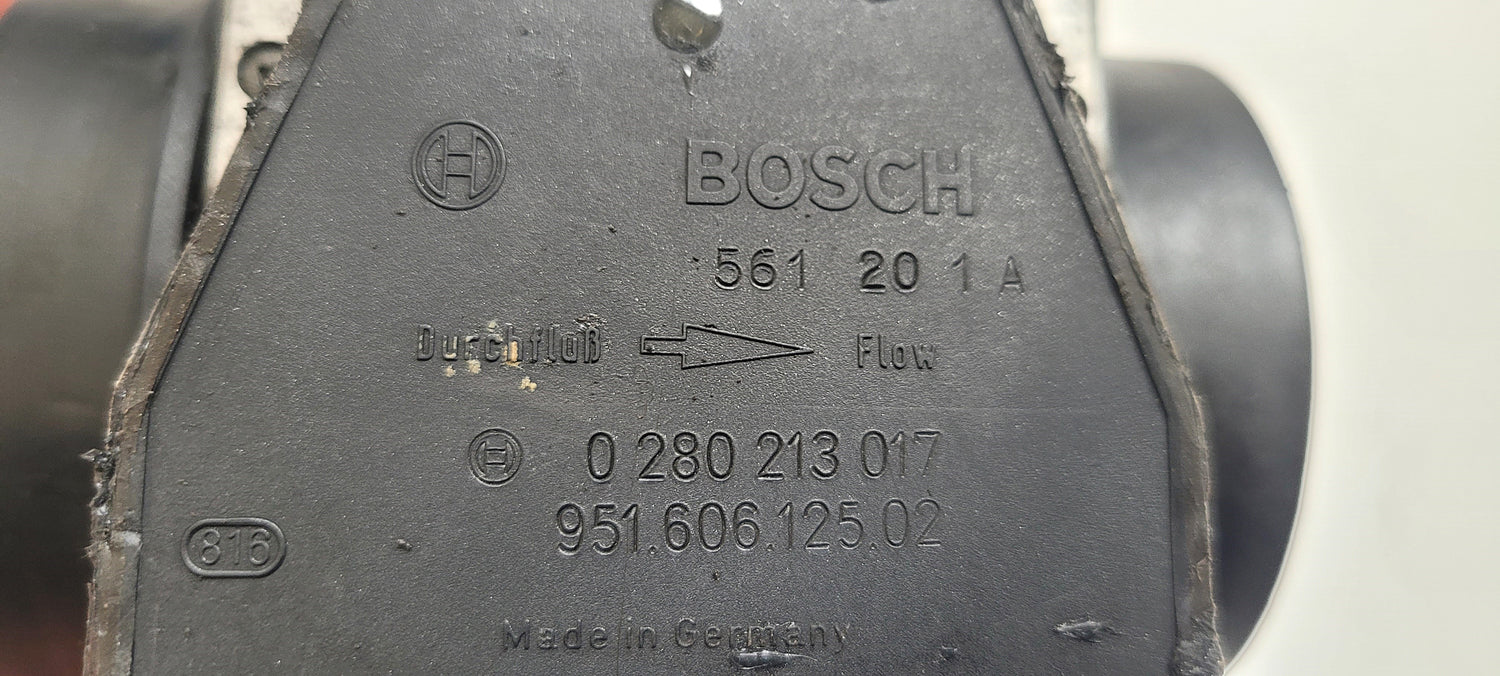 BOSCH
561 20 1 A
Durchfluß Flow
0 280 213 017
951.606.125.02
816
Made in Germany